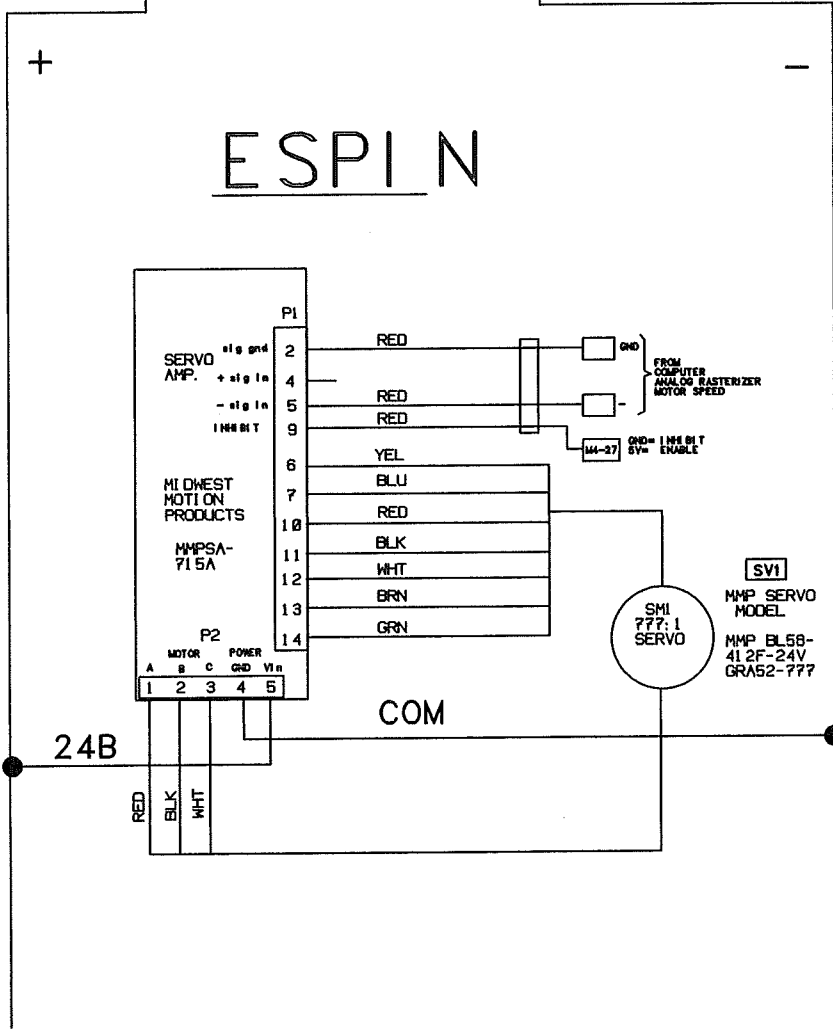 + -
ESPIN
P1
SERVO
AMP.
sig gnd 2 RED GND
+ sig in 4
- sig in 5 RED -
INHIBIT 9 RED
FROM
COMPUTER
ANALOG RASTERIZER
MOTOR SPEED
M4-27
GND= INHIBIT
5V= ENABLE
6 YEL
7 BLU
10 RED
11 BLK
12 WHT
13 BRN
14 GRN
MIDWEST
MOTION
PRODUCTS
MMPSA-
715A
SM1
777:1
SERVO
SV1
MMP SERVO
MODEL
MMP BL58-
412F-24V
GRA52-777
P2
MOTOR POWER
A B C GND Vin
1 2 3 4 5
COM
24B
RED
BLK
WHT